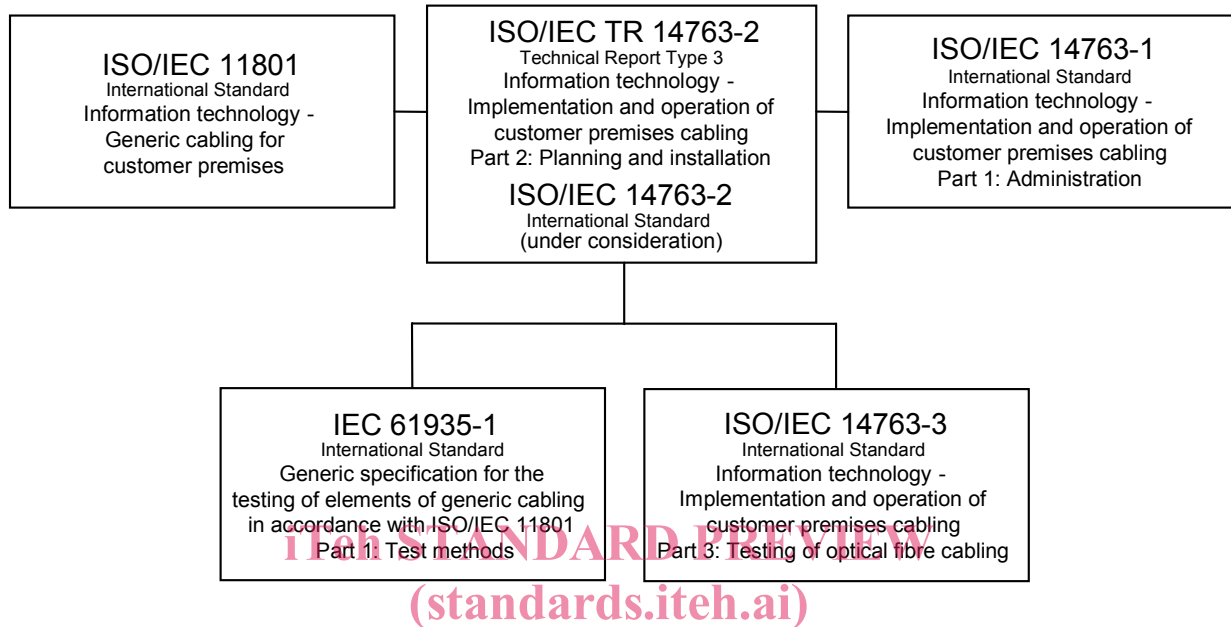 ISO/IEC 11801
International Standard
Information technology -
Generic cabling for
customer premises
ISO/IEC TR 14763-2
Technical Report Type 3
Information technology -
Implementation and operation of
customer premises cabling
Part 2: Planning and installation
ISO/IEC 14763-2
International Standard
(under consideration)
ISO/IEC 14763-1
International Standard
Information technology -
Implementation and operation of
customer premises cabling
Part 1: Administration
IEC 61935-1
International Standard
Generic specification for the
testing of elements of generic cabling
in accordance with ISO/IEC 11801
Part 1: Test methods
ISO/IEC 14763-3
International Standard
Information technology -
Implementation and operation of
customer premises cabling
Part 3: Testing of optical fibre cabling
iTeh STANDARD PREVIEW
(standards.iteh.ai)